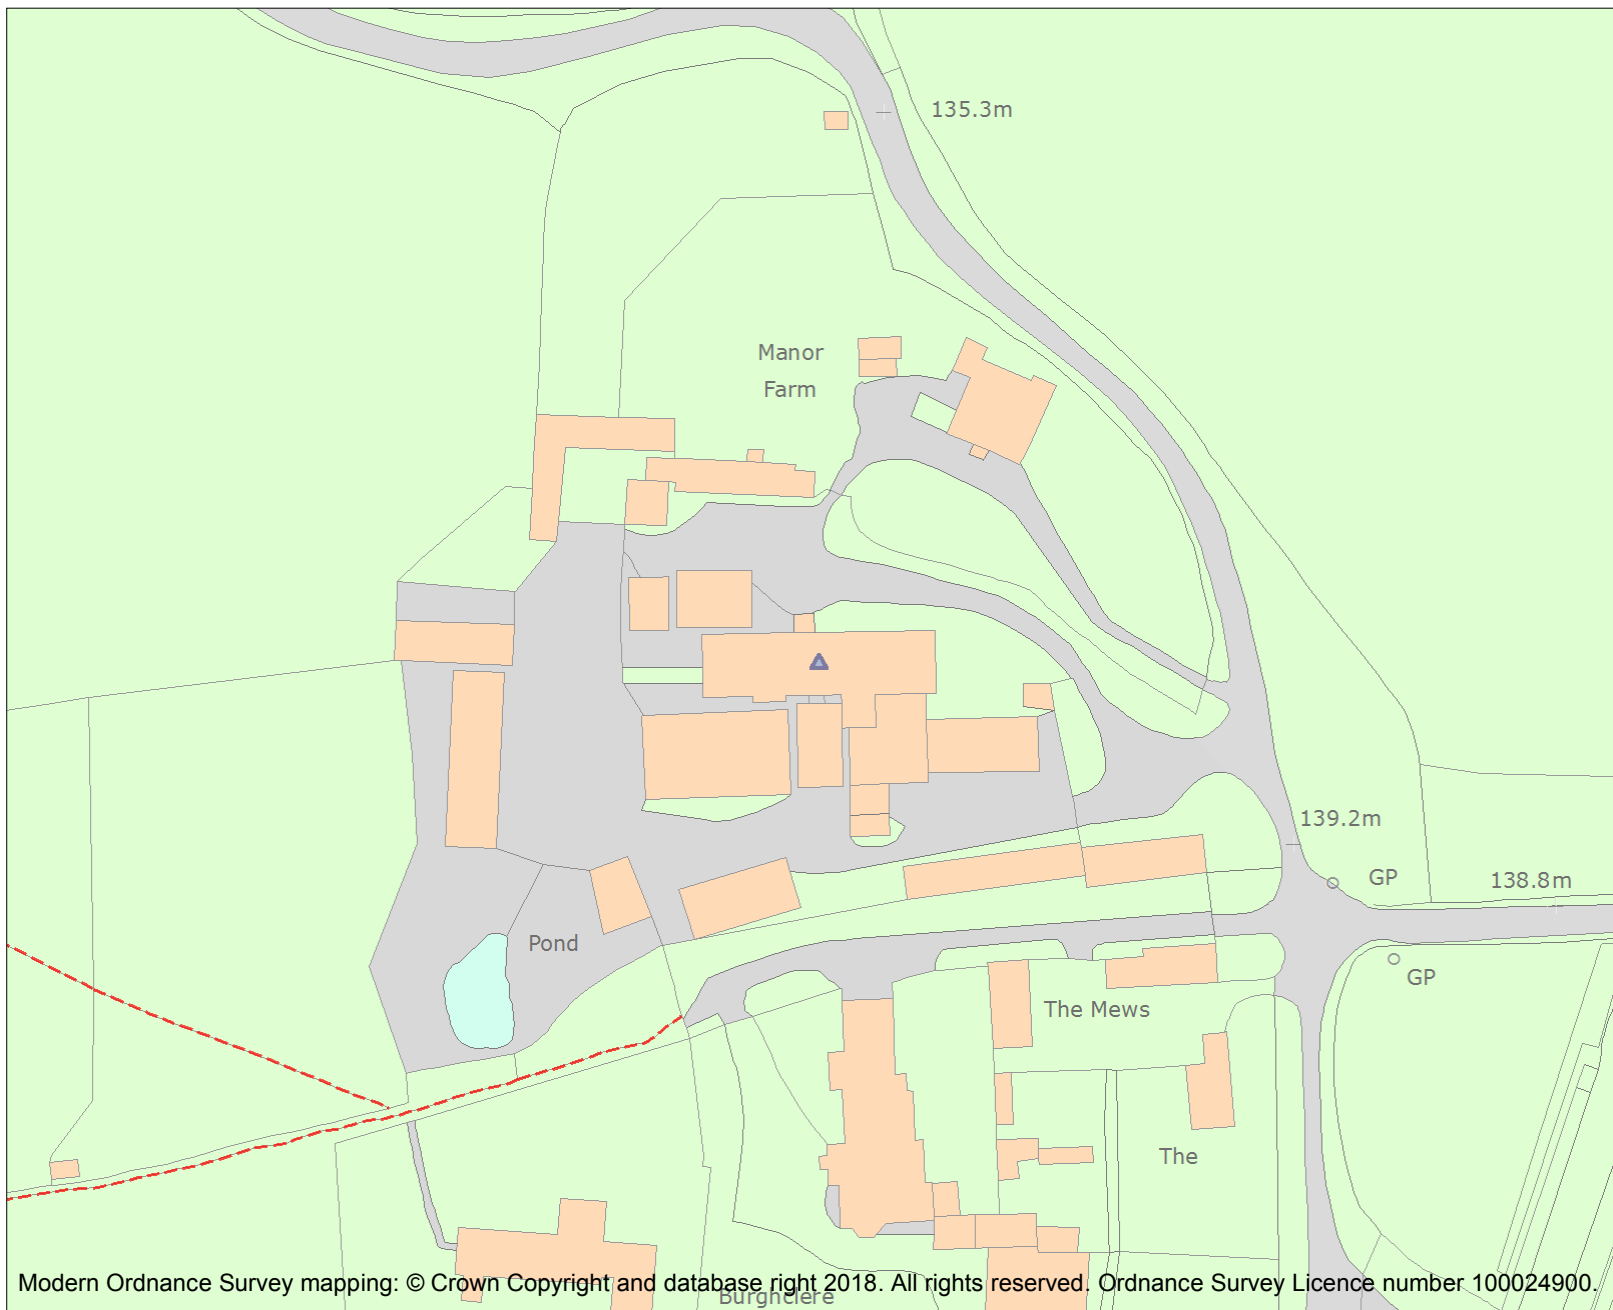 135.3m
Manor
Farm
139.2m
GP
138.8m
Pond
GP
The Mews
The
Modern Ordnance Survey mapping: © Crown Copyright and database right 2018. All rights reserved. Ordnance Survey Licence number 100024900.
Burghclere